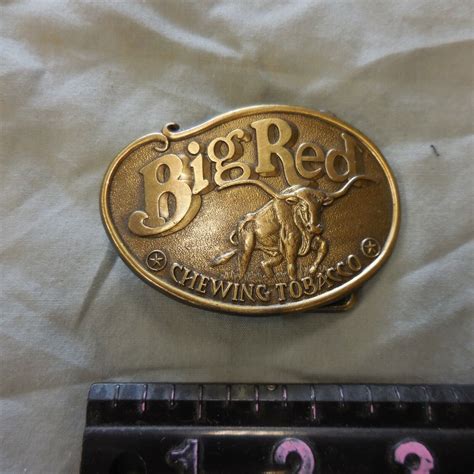 Big Red
CHEWING TOBACCO
1 2 3